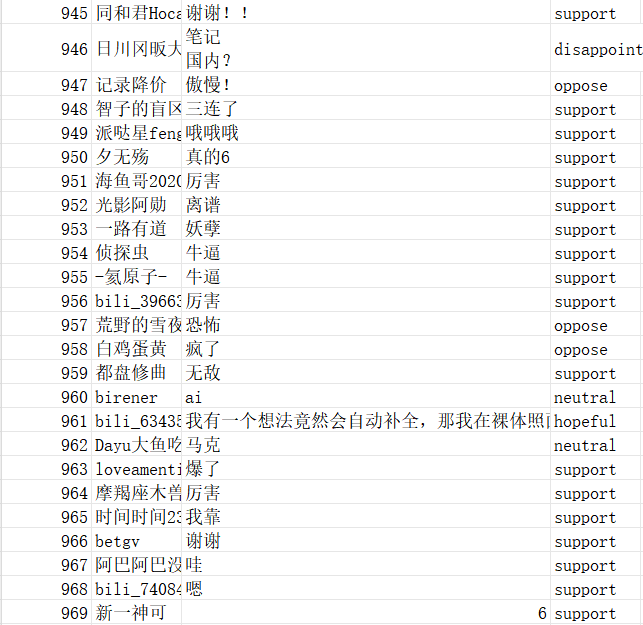 945 同和君Hoca 谢谢！！ support
946 日川冈坂大 笔记 disappoint
国内？
947 记录降价 傲慢！ oppose
948 智子的盲区 三连了 support
949 派哒星feng 哦哦哦 support
950 夕无殇 真的6 support
951 海鱼哥2020 厉害 support
952 光影阿勋 离谱 support
953 一路有道 妖孽 support
954 侦探虫 牛逼 support
955 -氦原子- 牛逼 support
956 bili_39663 厉害 support
957 荒野的雪夜 恐怖 oppose
958 白鸡蛋黄 疯了 oppose
959 都盘修曲 无敌 support
960 birener ai neutral
961 bili_63435 我有一个想法竟然会自动补全，那我在裸体照 hopeful
962 Dayu大鱼吃 马克 neutral
963 loveamenti 爆了 support
964 摩羯座木兽 厉害 support
965 时间时间23 我靠 support
966 betgv 谢谢 support
967 阿巴阿巴没 哇 support
968 bili_74084 嗯 support
969 新一神可 6 support